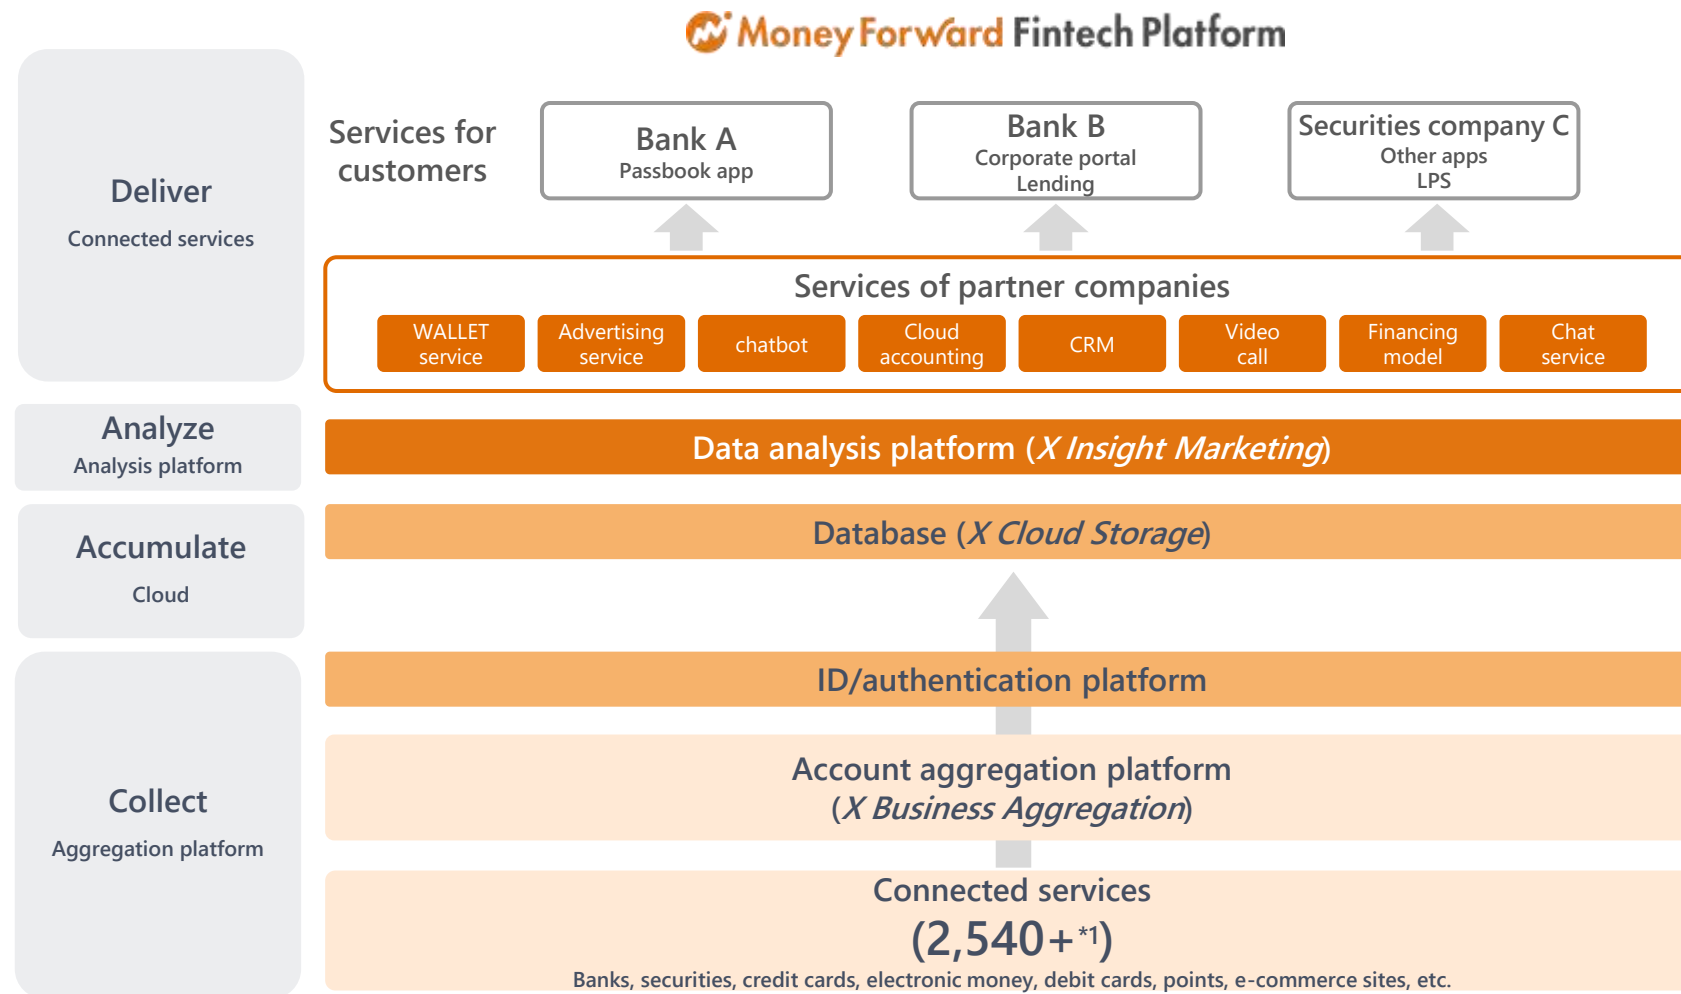 Money Forward Fintech Platform
Deliver
Connected services
Services for
customers
Bank A
Passbook app
Bank B
Corporate portal
Lending
Securities company C
Other apps
LPS
Services of partner companies
WALLET
service
Advertising
service
chatbot
Cloud
accounting
CRM
Video
call
Financing
model
Chat
service
Analyze
Analysis platform
Data analysis platform (X Insight Marketing)
Accumulate
Cloud
Database (X Cloud Storage)
Collect
Aggregation platform
ID/authentication platform
Account aggregation platform
(X Business Aggregation)
Connected services
(2,540+*1)
Banks, securities, credit cards, electronic money, debit cards, points, e-commerce sites, etc.